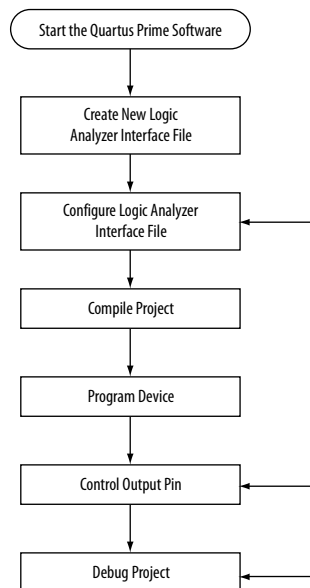 Start the Quartus Prime Software
Create New Logic
Analyzer Interface File
Configure Logic Analyzer
Interface File
Compile Project
Program Device
Control Output Pin
Debug Project